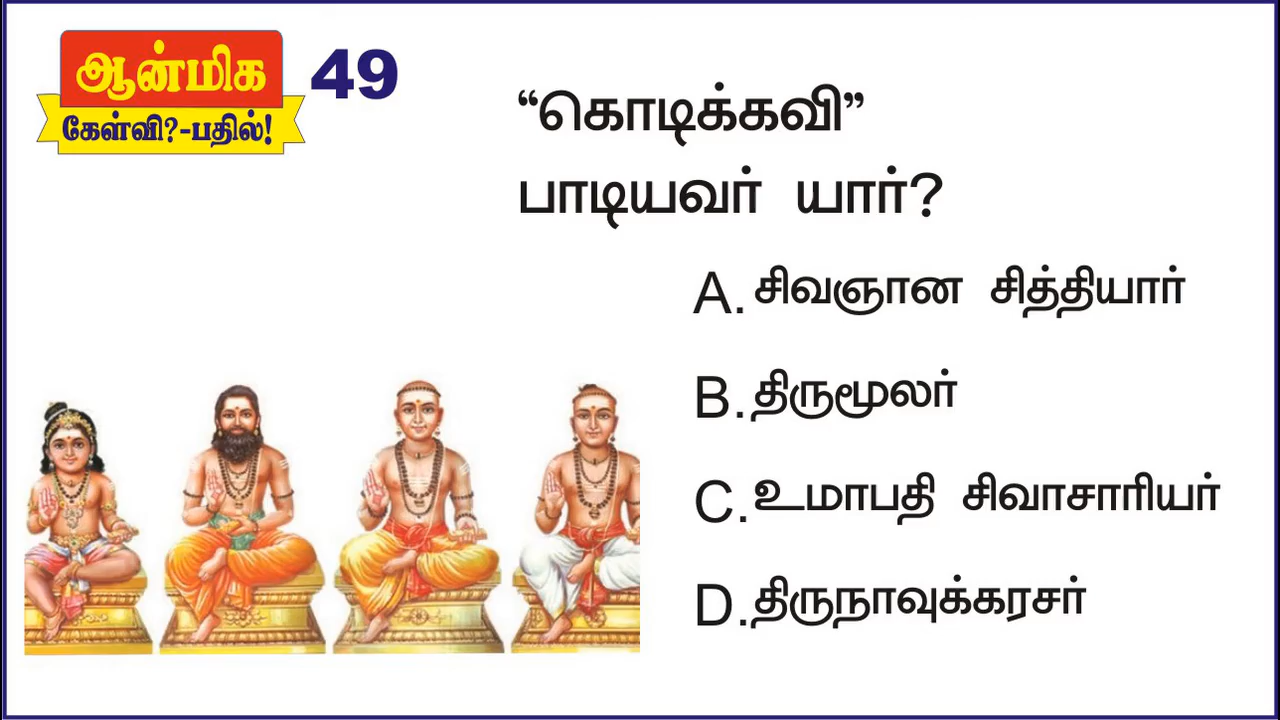 ஆன்மிக
கேள்வி?-பதில்!
49
“கொடிக்கவி”
பாடியவர் யார்?
A. சிவஞான சித்தியார்
B. திருமூலர்
C. உமாபதி சிவாசாரியர்
D. திருநாவுக்கரசர்